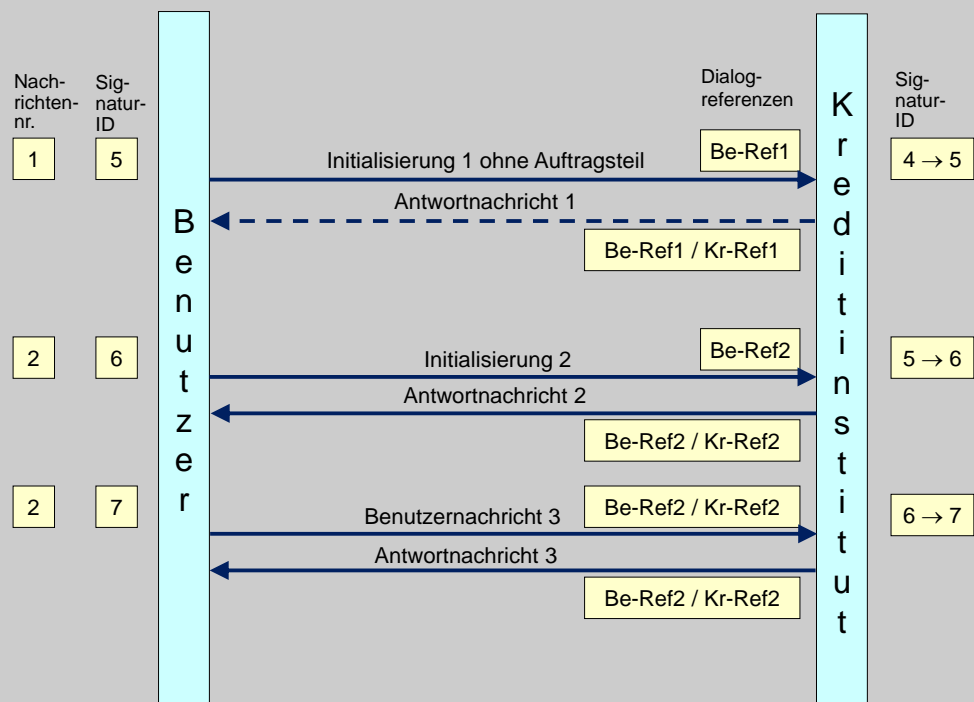 Nach-
richten-
nr.
Sig-
natur-
ID
Dialog-
referenzen
Sig-
natur-
ID
Benutzer
Kreditinstitut
1
5
Initialisierung 1 ohne Auftragsteil
Be-Ref1
4 → 5
Antwortnachricht 1
Be-Ref1 / Kr-Ref1
2
6
Initialisierung 2
Be-Ref2
5 → 6
Antwortnachricht 2
Be-Ref2 / Kr-Ref2
2
7
Benutzernachricht 3
Be-Ref2 / Kr-Ref2
6 → 7
Antwortnachricht 3
Be-Ref2 / Kr-Ref2